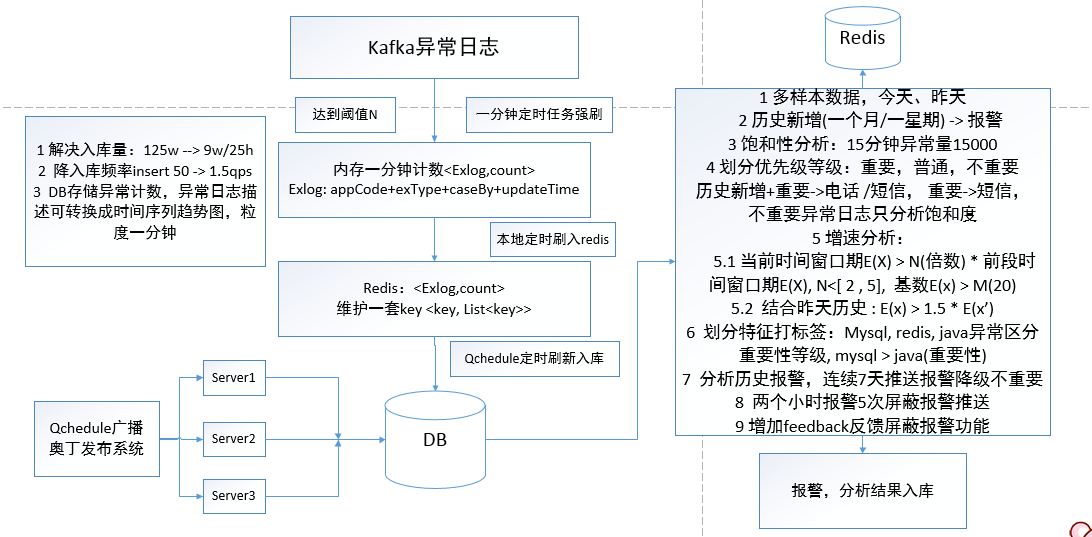 Kafka异常日志
达到阈值N
一分钟定时任务强刷
1 解决入库量：125w --> 9w/25h
2 降入库频率insert 50 -> 1.5qps
3 DB存储异常计数，异常日志描
述可转换成时间序列趋势图，粒
度一分钟
内存一分钟计数<Exlog,count>
Exlog: appCode+exType+caseBy+updateTime
本地定时刷入redis
Redis：<Exlog,count>
维护一套key <key, List<key>>
Qchedule定时刷新入库
Qchedule广播
奥丁发布系统
Server1
Server2
Server3
DB
Redis
1 多样本数据，今天、昨天
2 历史新增(一个月/一星期) -> 报警
3 饱和性分析：15分钟异常量15000
4 划分优先级等级：重要，普通，不重要
历史新增+重要->电话 /短信， 重要->短信，
不重要异常日志只分析饱和度
5 增速分析：
5.1 当前时间窗口期E(X) > N(倍数) * 前段时
间窗口期E(X), N<[ 2 , 5], 基数E(x) > M(20)
5.2 结合昨天历史 : E(x) > 1.5 * E(x’)
6 划分特征打标签：Mysql, redis, java异常区分
重要性等级, mysql > java(重要性)
7 分析历史报警，连续7天推送报警降级不重要
8 两个小时报警5次屏蔽报警推送
9 增加feedback反馈屏蔽报警功能
报警，分析结果入库